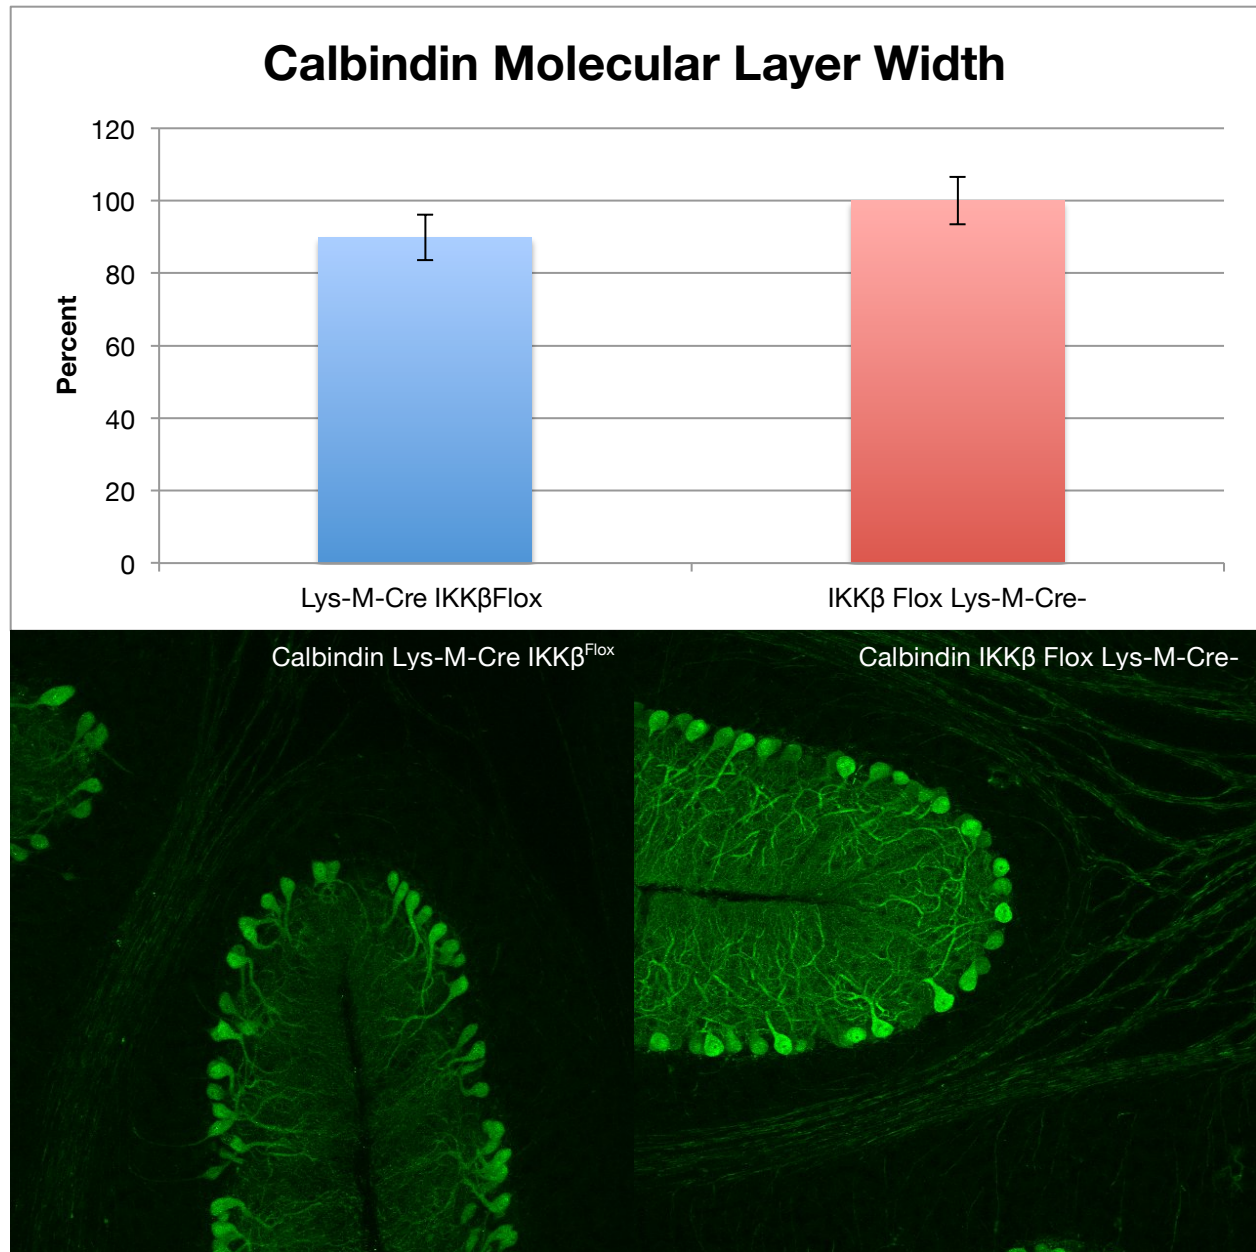 Calbindin Molecular Layer Width
120
100
80
60
40
20
0
Percent
Lys-M-Cre IKKβFlox
IKKβ Flox Lys-M-Cre-
Calbindin Lys-M-Cre IKKβFlox
Calbindin IKKβ Flox Lys-M-Cre-